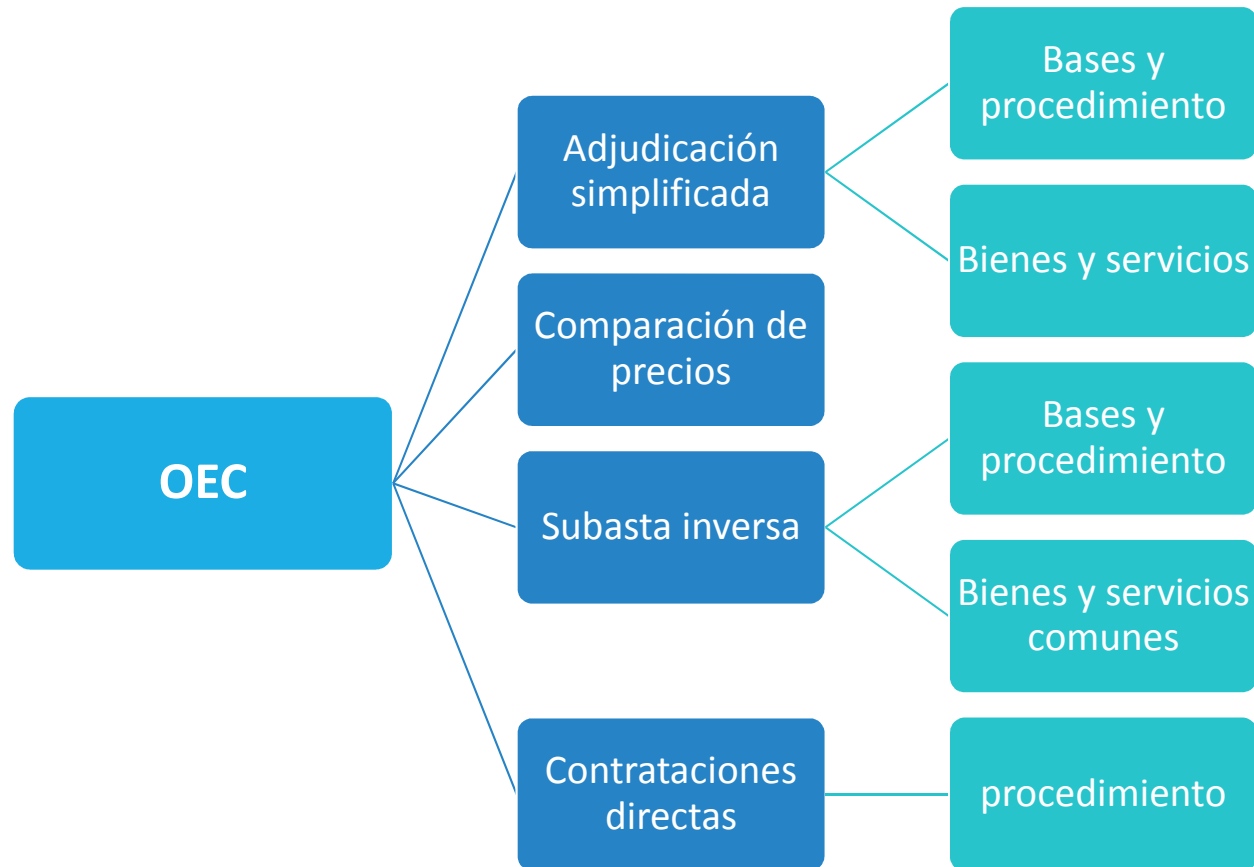 OEC
Adjudicación
simplificada
Bases y
procedimiento
Bienes y servicios
Comparación de
precios
Subasta inversa
Bases y
procedimiento
Bienes y servicios
comunes
Contrataciones
directas
procedimiento